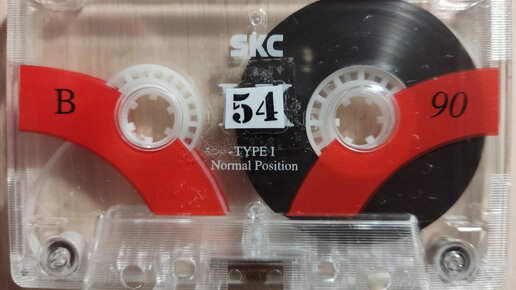 SKC
B
54
90
TYPE I
Normal Position